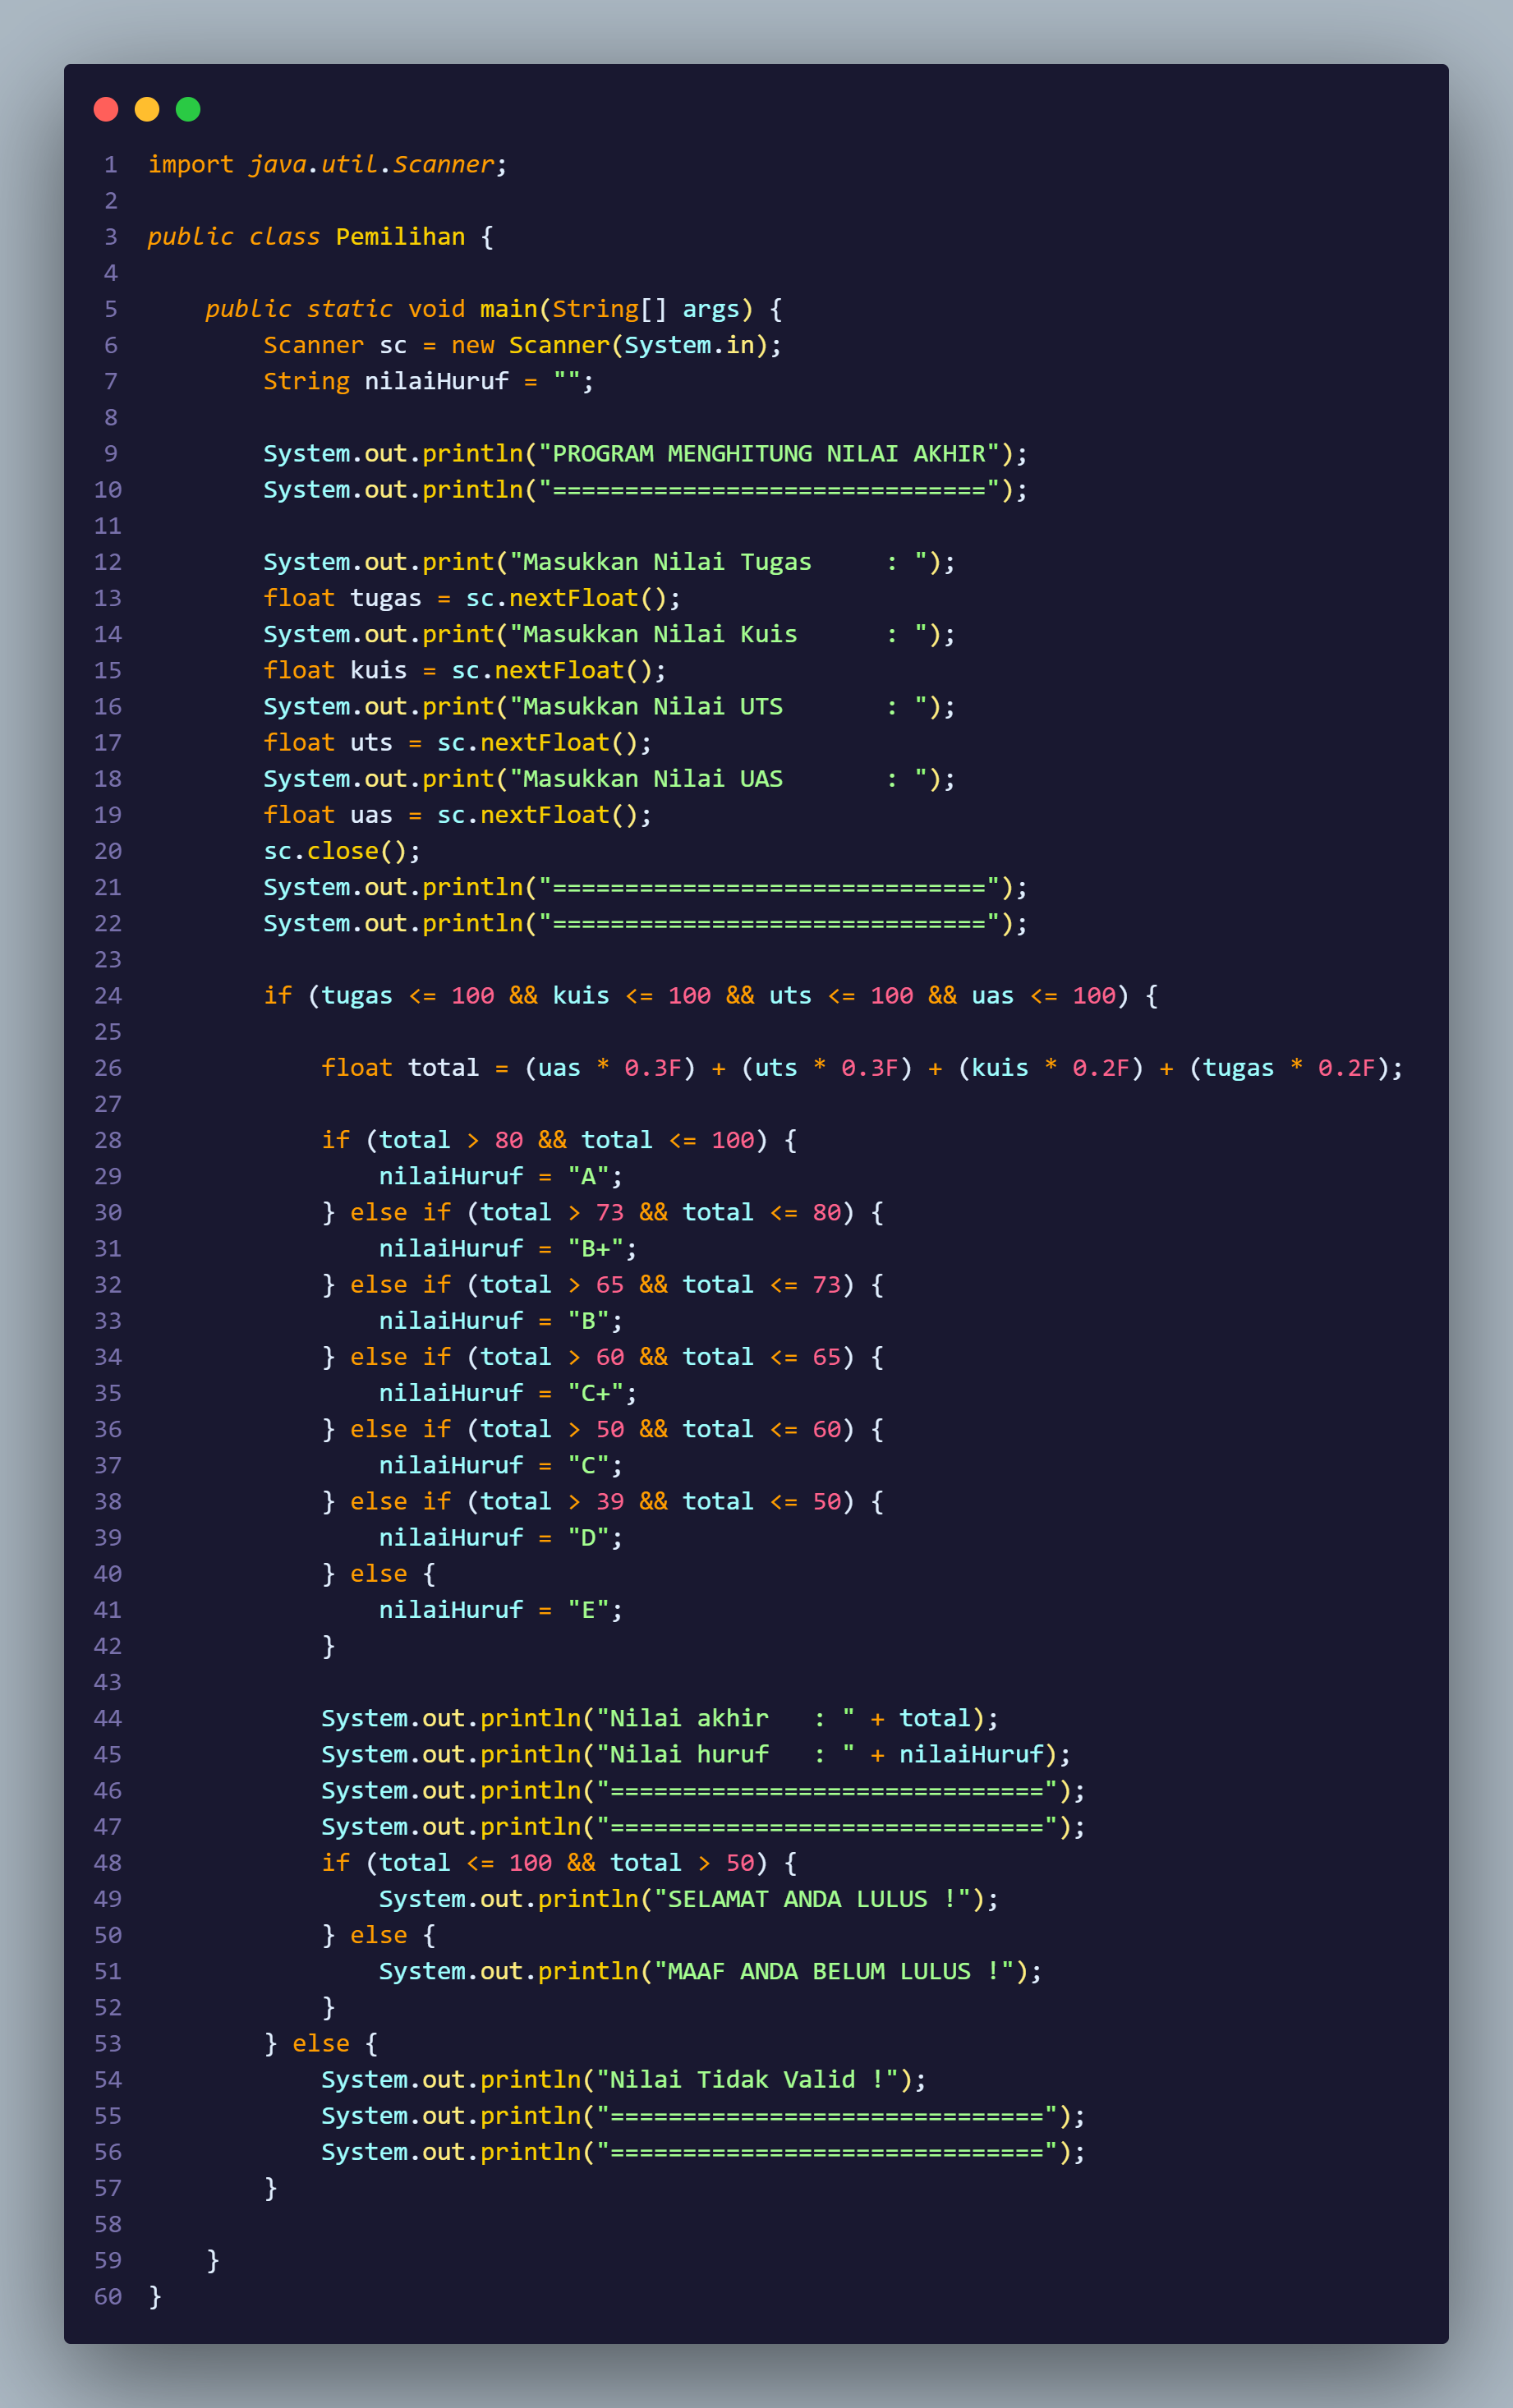 1 import java.util.Scanner;
2
3 public class Pemilihan {
4
5     public static void main(String[] args) {
6         Scanner sc = new Scanner(System.in);
7         String nilaiHuruf = "";
8
9         System.out.println("PROGRAM MENGHITUNG NILAI AKHIR");
10         System.out.println("==============================");
11
12         System.out.print("Masukkan Nilai Tugas     : ");
13         float tugas = sc.nextFloat();
14         System.out.print("Masukkan Nilai Kuis      : ");
15         float kuis = sc.nextFloat();
16         System.out.print("Masukkan Nilai UTS       : ");
17         float uts = sc.nextFloat();
18         System.out.print("Masukkan Nilai UAS       : ");
19         float uas = sc.nextFloat();
20         sc.close();
21         System.out.println("==============================");
22         System.out.println("==============================");
23
24         if (tugas <= 100 && kuis <= 100 && uts <= 100 && uas <= 100) {
25
26             float total = (uas * 0.3F) + (uts * 0.3F) + (kuis * 0.2F) + (tugas * 0.2F);
27
28             if (total > 80 && total <= 100) {
29                 nilaiHuruf = "A";
30             } else if (total > 73 && total <= 80) {
31                 nilaiHuruf = "B+";
32             } else if (total > 65 && total <= 73) {
33                 nilaiHuruf = "B";
34             } else if (total > 60 && total <= 65) {
35                 nilaiHuruf = "C+";
36             } else if (total > 50 && total <= 60) {
37                 nilaiHuruf = "C";
38             } else if (total > 39 && total <= 50) {
39                 nilaiHuruf = "D";
40             } else {
41                 nilaiHuruf = "E";
42             }
43
44             System.out.println("Nilai akhir   : " + total);
45             System.out.println("Nilai huruf   : " + nilaiHuruf);
46             System.out.println("==============================");
47             System.out.println("==============================");
48             if (total <= 100 && total > 50) {
49                 System.out.println("SELAMAT ANDA LULUS !");
50             } else {
51                 System.out.println("MAAF ANDA BELUM LULUS !");
52             }
53         } else {
54             System.out.println("Nilai Tidak Valid !");
55             System.out.println("==============================");
56             System.out.println("==============================");
57         }
58
59     }
60 }